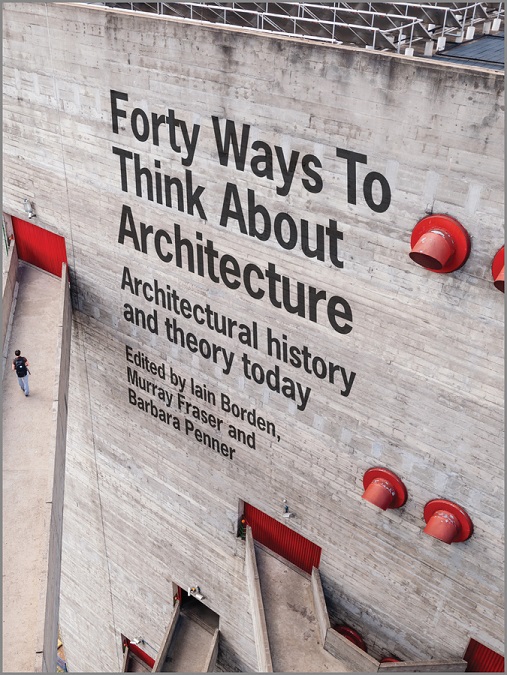 Forty Ways To
Think About
Architecture
Architectural history
and theory today
Edited by Iain Borden,
Murray Fraser and
Barbara Penner